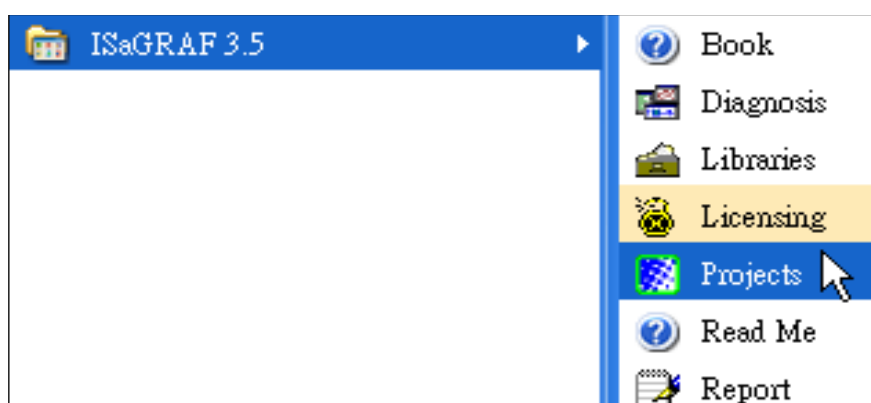 ISaGRAF 3.5
Book
Diagnosis
Libraries
Licensing
Projects
Read Me
Report